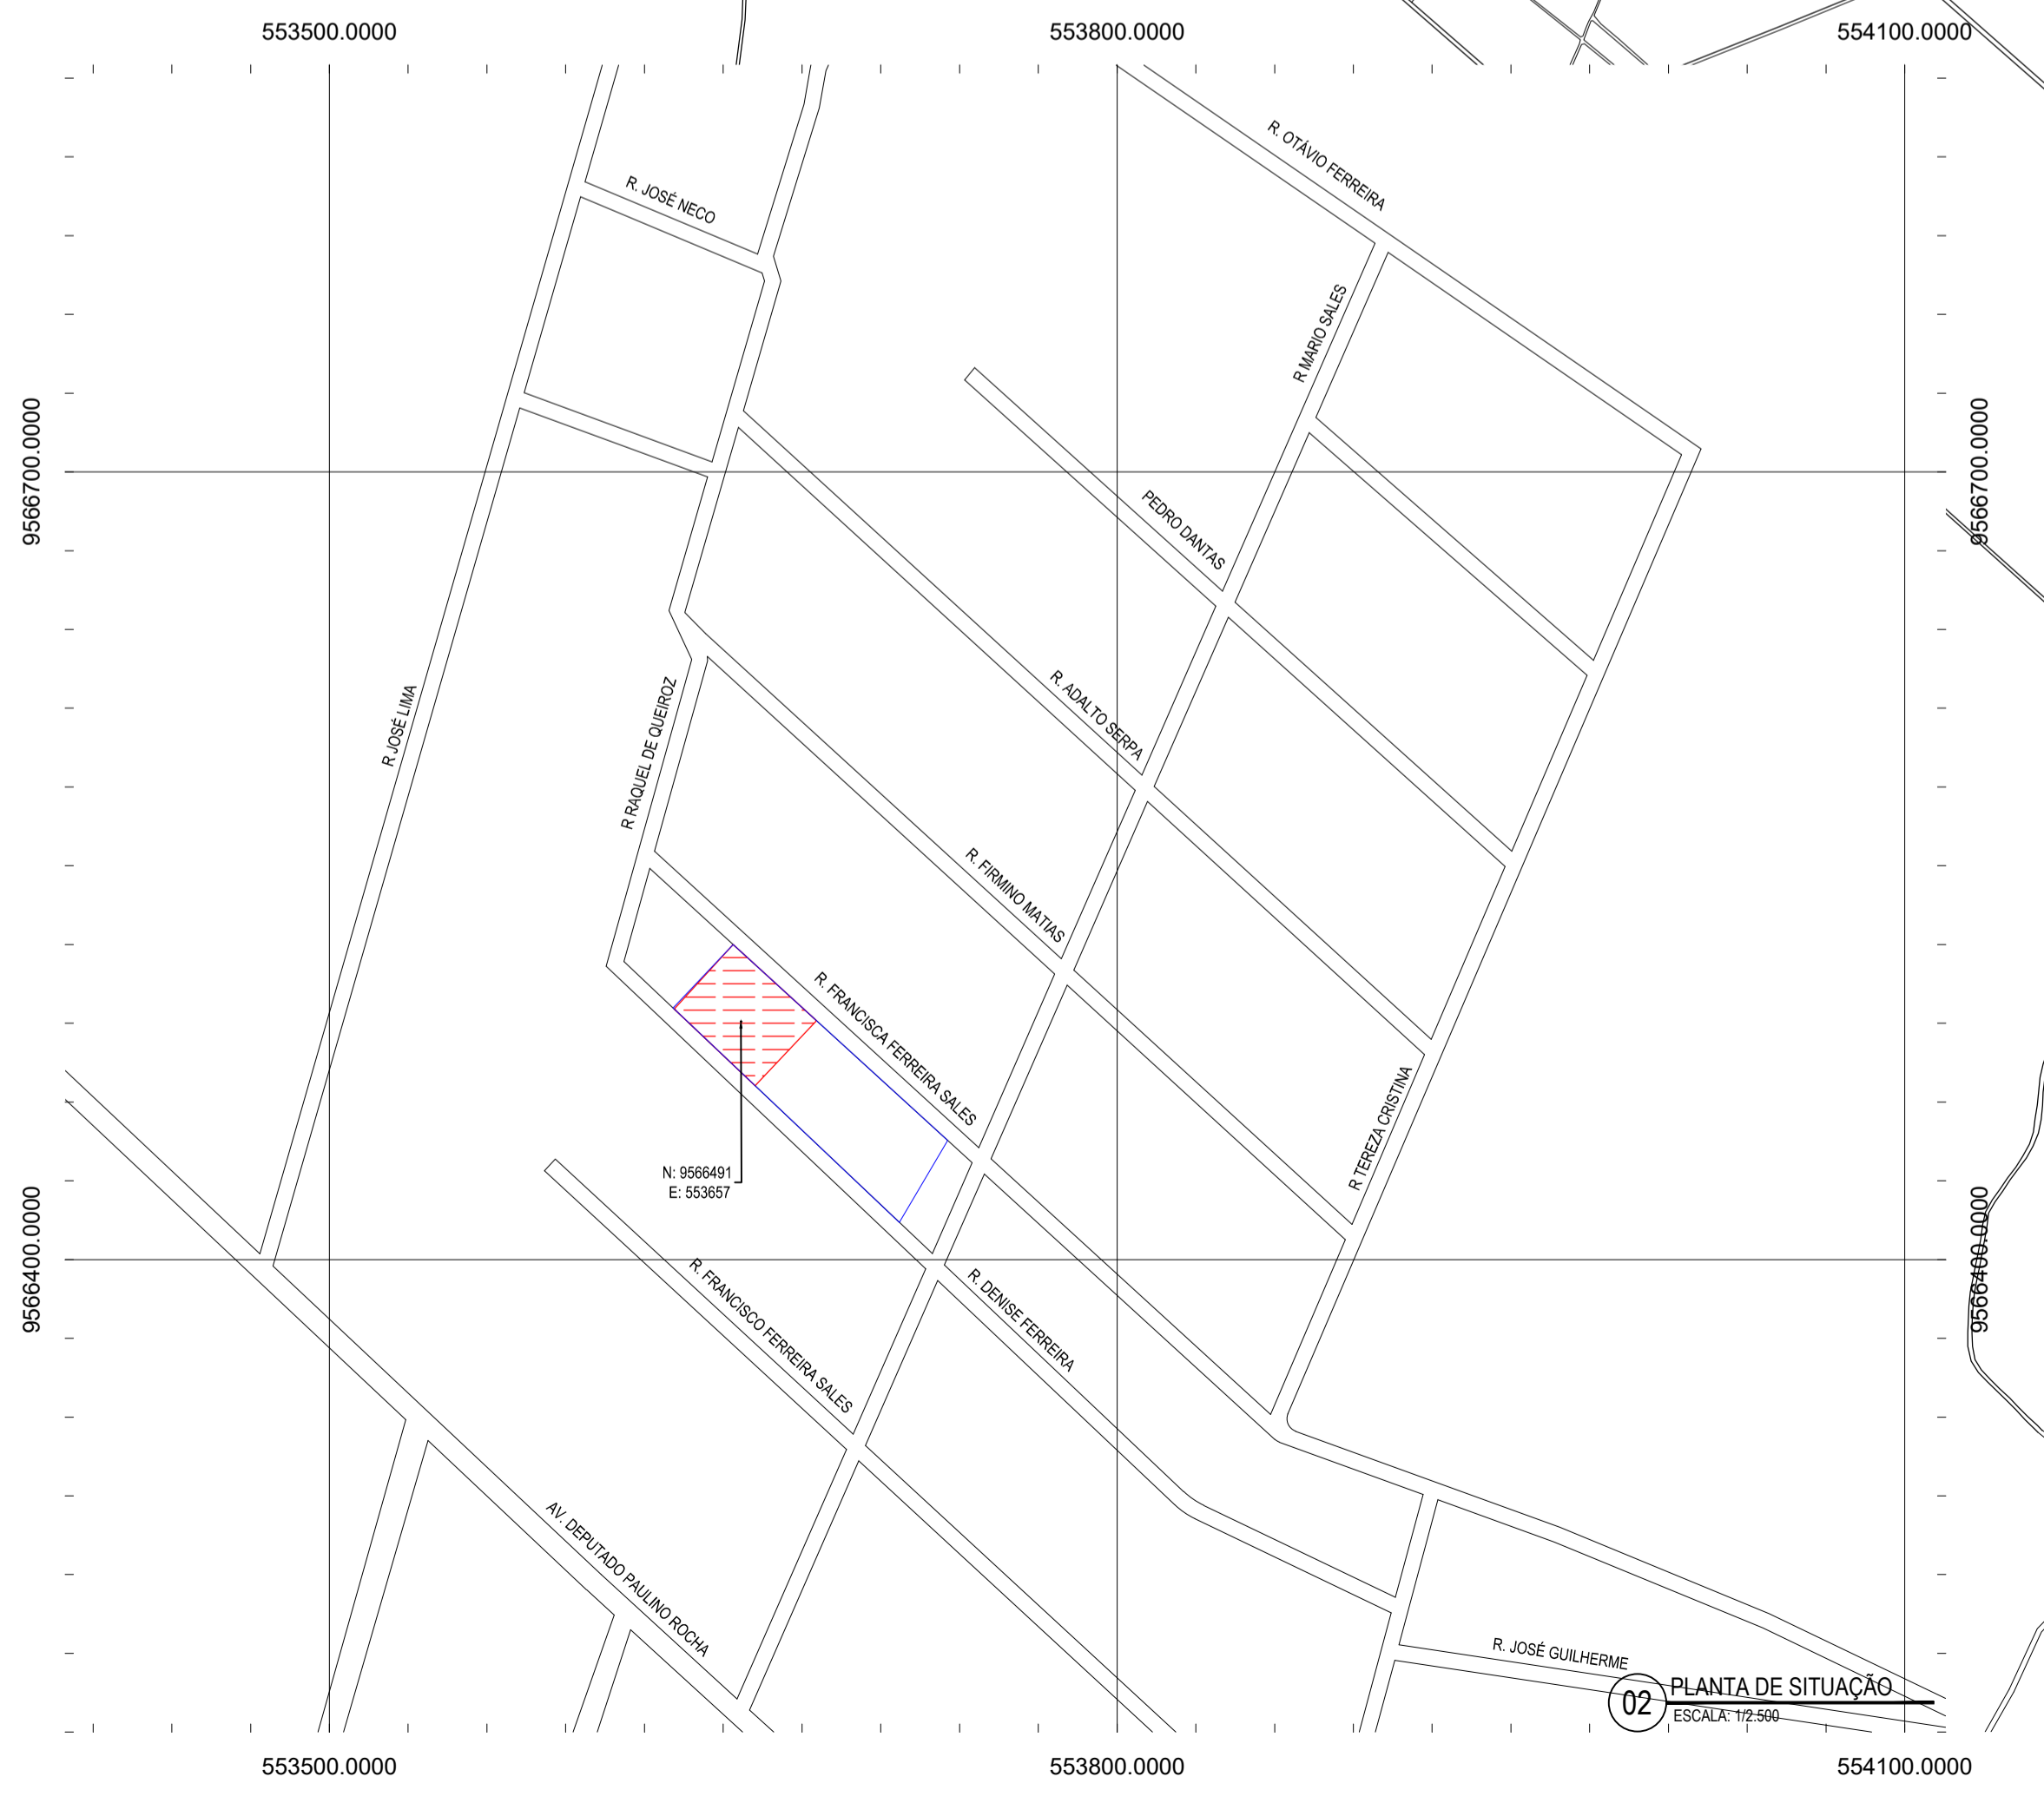 553500.0000
553800.0000
554100.0000
R. OTÁVIO FERREIRA
R. JOSÉ NECO
R MARIO SALES
9566700.0000
9566700.0000
PEDRO DANTAS
R. ADALTO SERPA
R JOSÉ LIMA
R RAQUEL DE QUEIROZ
R. FIRMINO MATIAS
R. FRANCISCA FERREIRA SALES
R TEREZA CRISTINA
N: 9566491
E: 553657
9566400.0000
9566400.0000
R. FRANCISCO FERREIRA SALES
R. DENISE FERREIRA
AV. DEPUTADO PAULINO ROCHA
R. JOSÉ GUILHERME
02
PLANTA DE SITUAÇÃO
ESCALA: 1/2.500
553500.0000
553800.0000
554100.0000